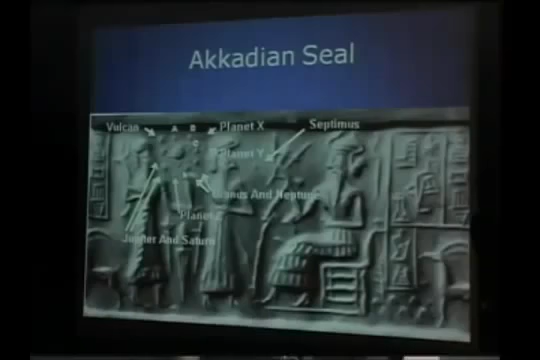 Akkadian Seal
Vulcan
A B
Planet X
Septimus
C
Planet Y
Uranus And Neptune
Planet
Jupiter And Saturn